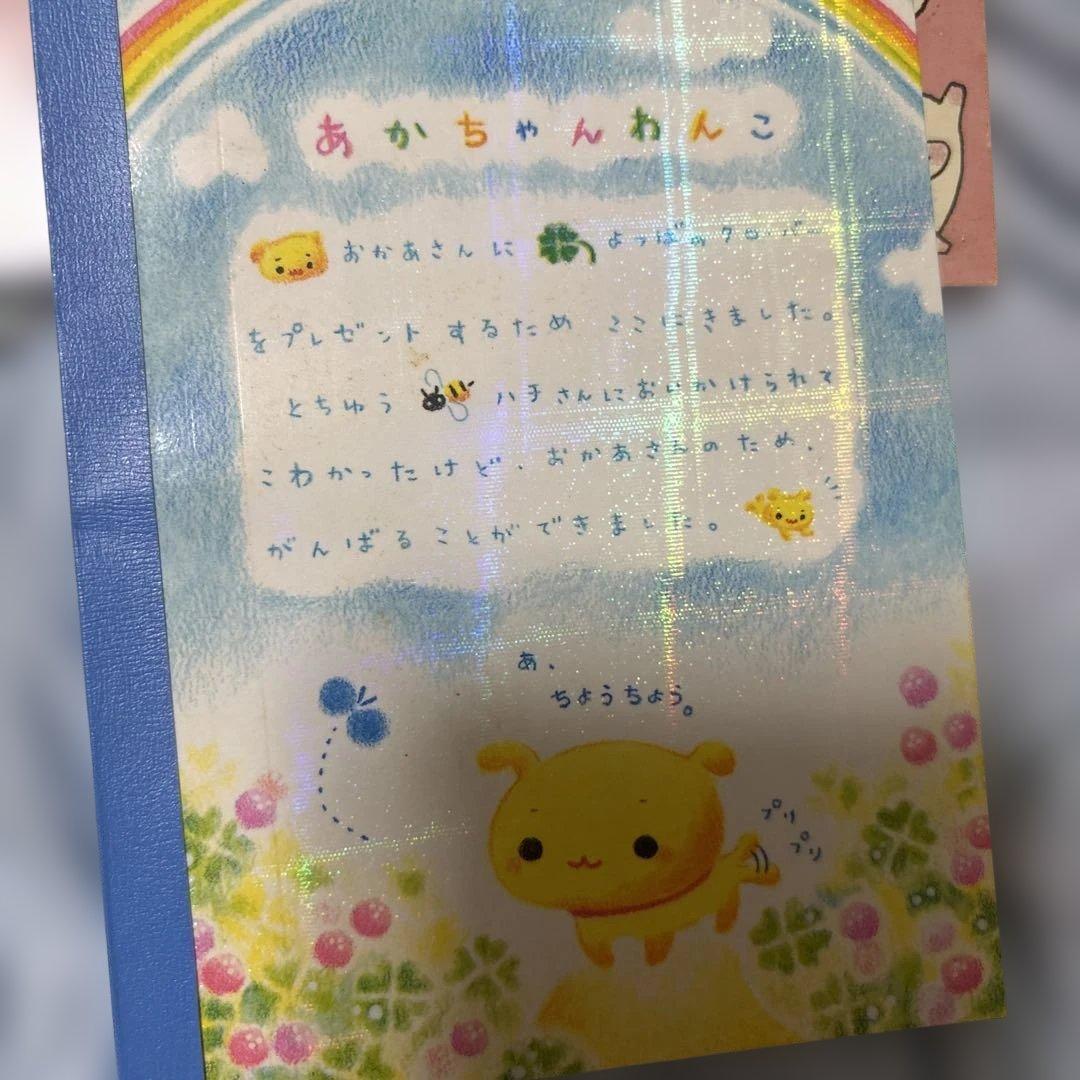 あかちゃんわんこ
おかあさんに よつばのクローバー
をプレゼント するため ここにきました。
とちゅう ハチさんにおいかけられて
こわかったけど、おかあさんのため、
がんばることができました。
あ、
ちょうちょう。
プリ
プリ